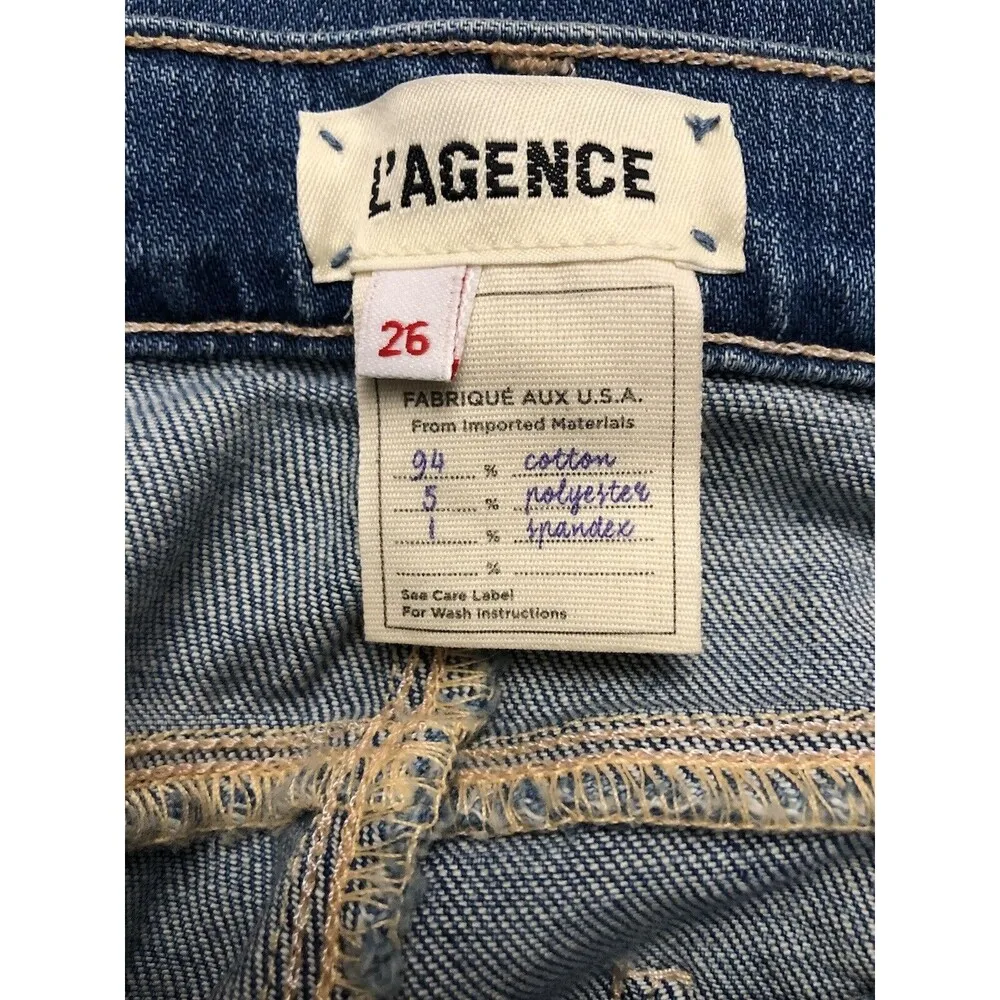 L'AGENCE
26
FABRIQUÉ AUX U.S.A.
From Imported Materials
94 % cotton
5 % polyester
1 % spandex
%
See Care Label
For Wash Instructions